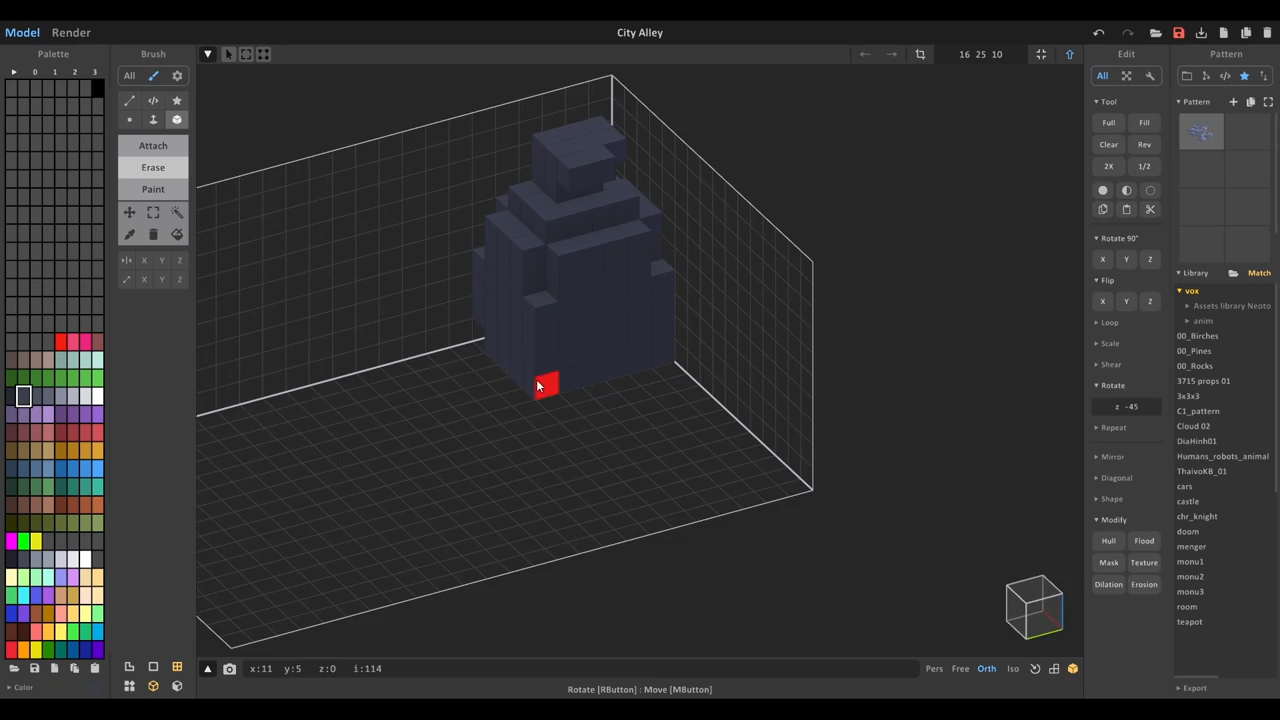 Model Render
City Alley
Palette
0 1 2 3
Color
Brush
All
Attach
Erase
Paint
X Y Z
X Y Z
16 25 10
x:11 y:5 z:0 i:114
Pers Free Orth Iso
Rotate [RButton] : Move [MButton]
Edit
All
Tool
Full Fill
Clear Rev
2X 1/2
Rotate 90°
X Y Z
Flip
X Y Z
Loop
Scale
Shear
Rotate
z -45
Repeat
Mirror
Diagonal
Shape
Modify
Hull Flood
Mask Texture
Dilation Erosion
Pattern
Pattern
Library Match
vox
Assets library Neoto
anim
00_Birches
00_Pines
00_Rocks
3715 props 01
3x3x3
C1_pattern
Cloud 02
DiaHinh01
Humans_robots_animal
ThaivoKB_01
cars
castle
chr_knight
doom
menger
monu1
monu2
monu3
room
teapot
Export